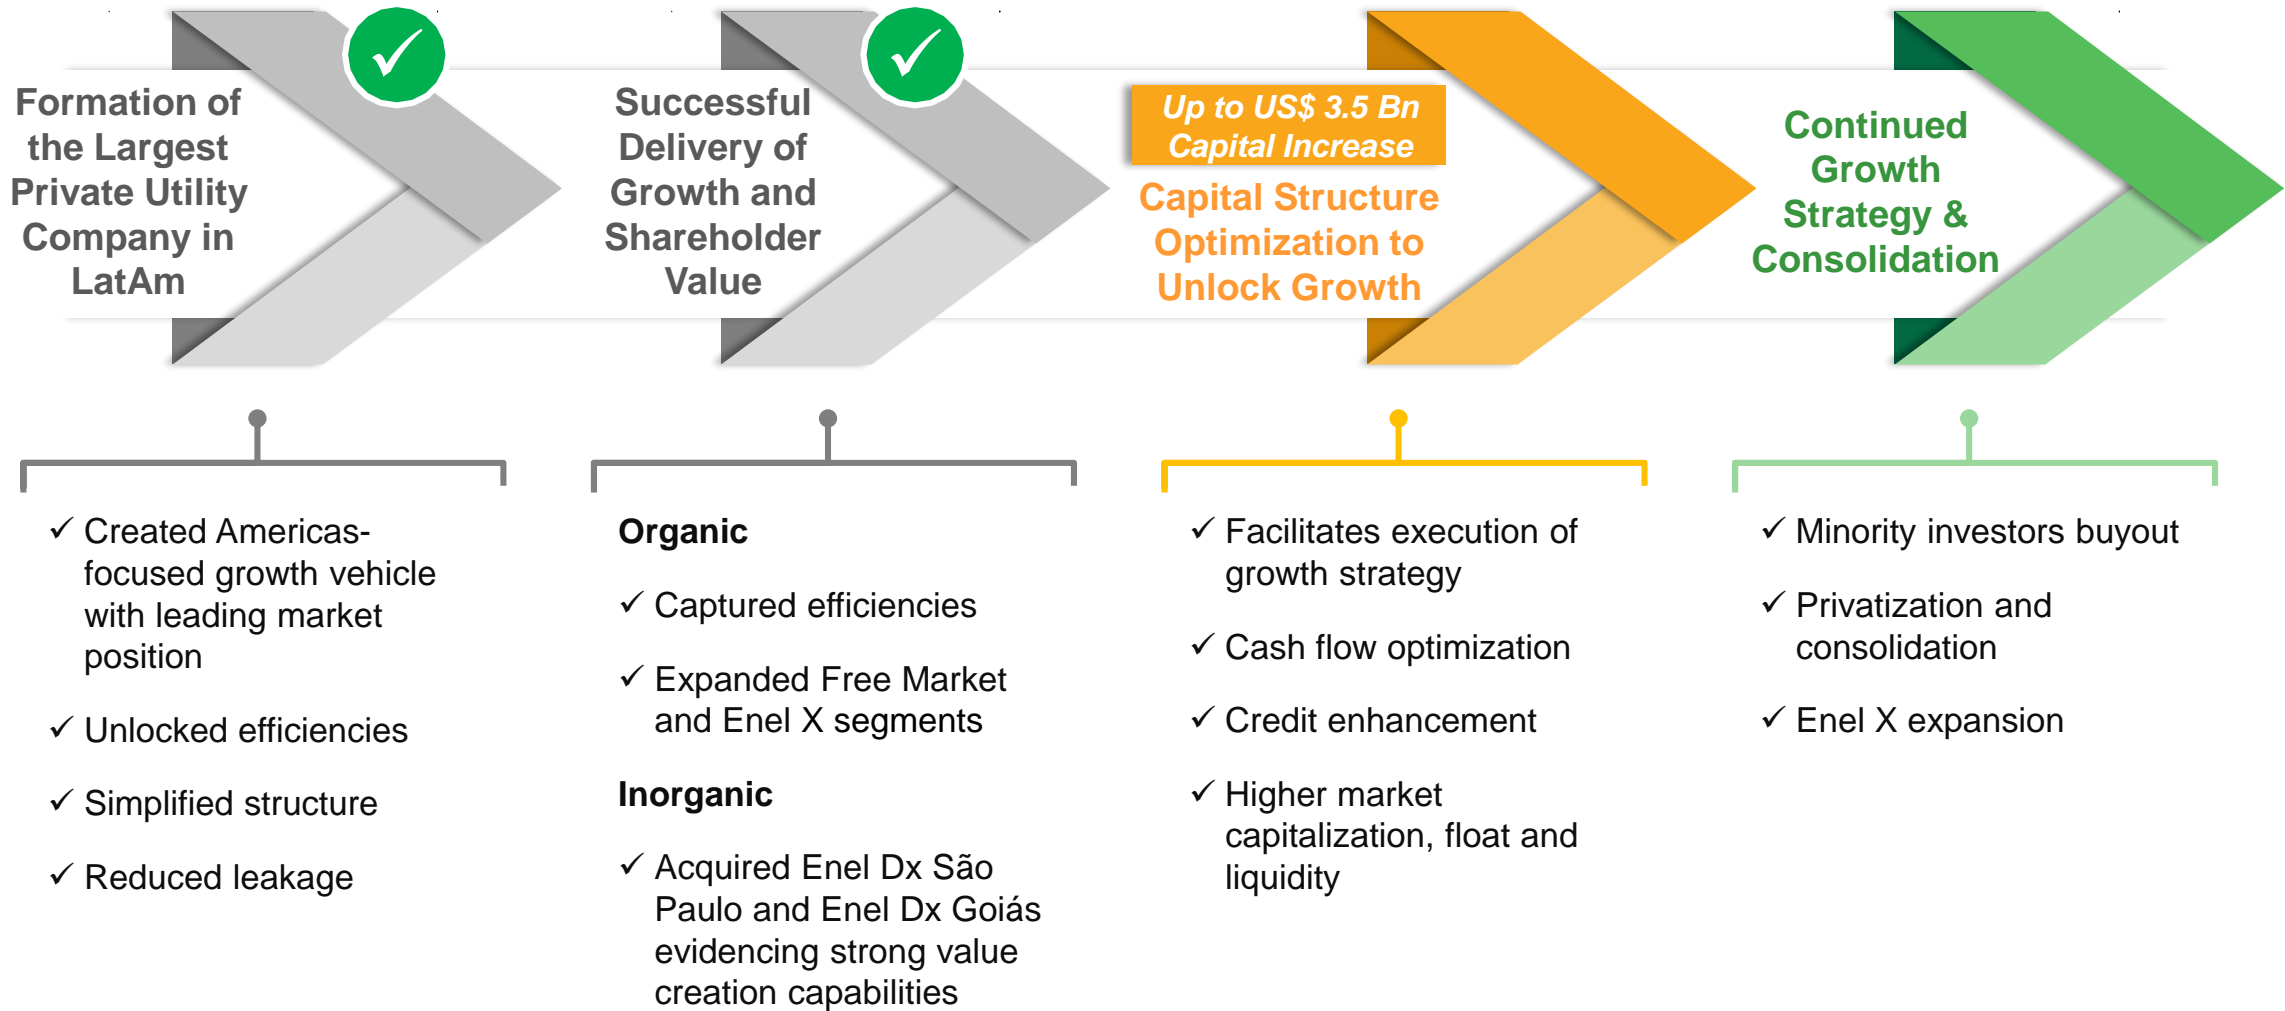 Formation of
the Largest
Private Utility
Company in
LatAm
Successful
Delivery of
Growth and
Shareholder
Value
Up to US$ 3.5 Bn
Capital Increase
Capital Structure
Optimization to
Unlock Growth
Continued
Growth
Strategy &
Consolidation
✓ Created Americas-
focused growth vehicle
with leading market
position
✓ Unlocked efficiencies
✓ Simplified structure
✓ Reduced leakage
Organic
✓ Captured efficiencies
✓ Expanded Free Market
and Enel X segments
Inorganic
✓ Acquired Enel Dx São
Paulo and Enel Dx Goiás
evidencing strong value
creation capabilities
✓ Facilitates execution of
growth strategy
✓ Cash flow optimization
✓ Credit enhancement
✓ Higher market
capitalization, float and
liquidity
✓ Minority investors buyout
✓ Privatization and
consolidation
✓ Enel X expansion